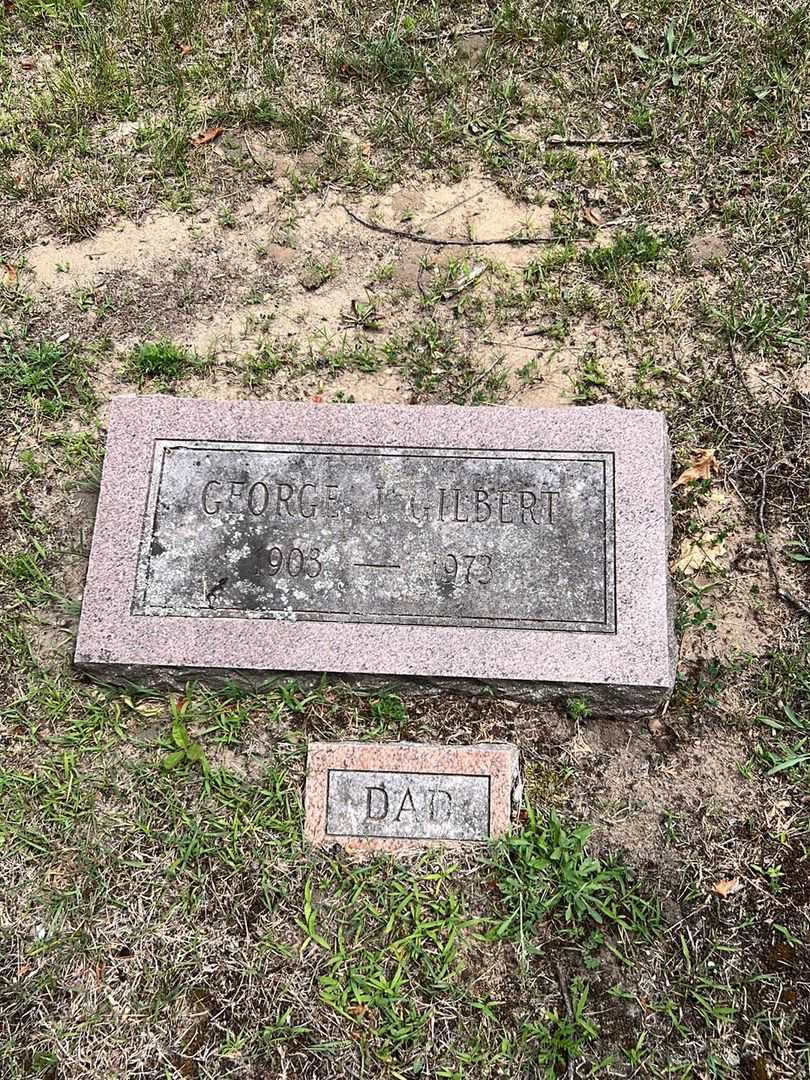 GEORGE J GILBERT
1903 — 1973
DAD